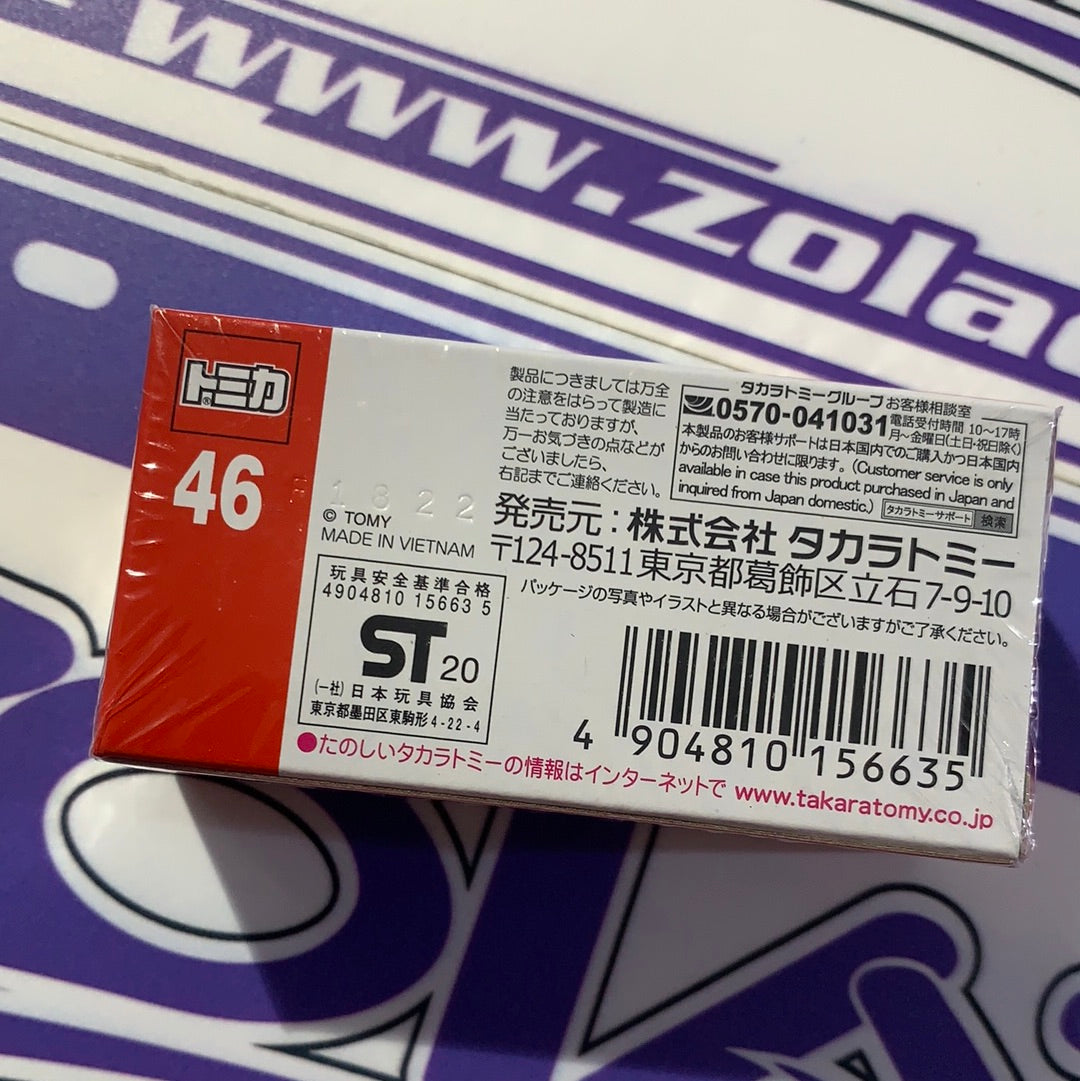 www.zola
トミカ
®
46
1822
© TOMY
MADE IN VIETNAM
玩具安全基準合格
4904810 15663 5
ST 20
(一社)日本玩具協会
東京都墨田区東駒形4-22-4
製品につきましては万全
の注意をはらって製造に
当たっておりますが、
万一お気づきの点などが
ございましたら、
右記までご連絡ください。
タカラトミーグループ お客様相談室
0570-041031 電話受付時間 10〜17時
月〜金曜日(土日・祝日除く)
本製品のお客様サポートは日本国内でのご購入かつ日本国内
からのお問い合わせに限ります。(Customer service is only
available in case this product purchased in Japan and
inquired from Japan domestic.) タカラトミーサポート 検索
発売元:株式会社 タカラトミー
〒124-8511 東京都葛飾区立石7-9-10
パッケージの写真やイラストと異なる場合がございますがご了承ください。
4 904810 156635
●たのしいタカラトミーの情報はインターネットで www.takaratomy.co.jp